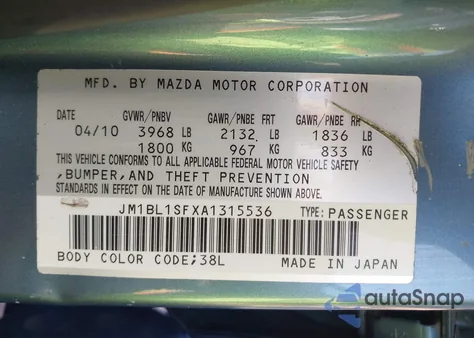 MFD. BY MAZDA MOTOR CORPORATION
DATE GVWR/PNBV GAWR/PNBE FRT GAWR/PNBE RR
04/10 3968 LB 2132 LB 1836 LB
1800 KG 967 KG 833 KG
THIS VEHICLE CONFORMS TO ALL APPLICABLE FEDERAL MOTOR VEHICLE SAFETY
,BUMPER,AND THEFT PREVENTION
STANDARDS IN EFFECT ON THE DATE OF MANUFACTURE SHOWN ABOVE.
JM1BL1SFXA1315536 TYPE:PASSENGER
BODY COLOR CODE;38L MADE IN JAPAN
autoSnap